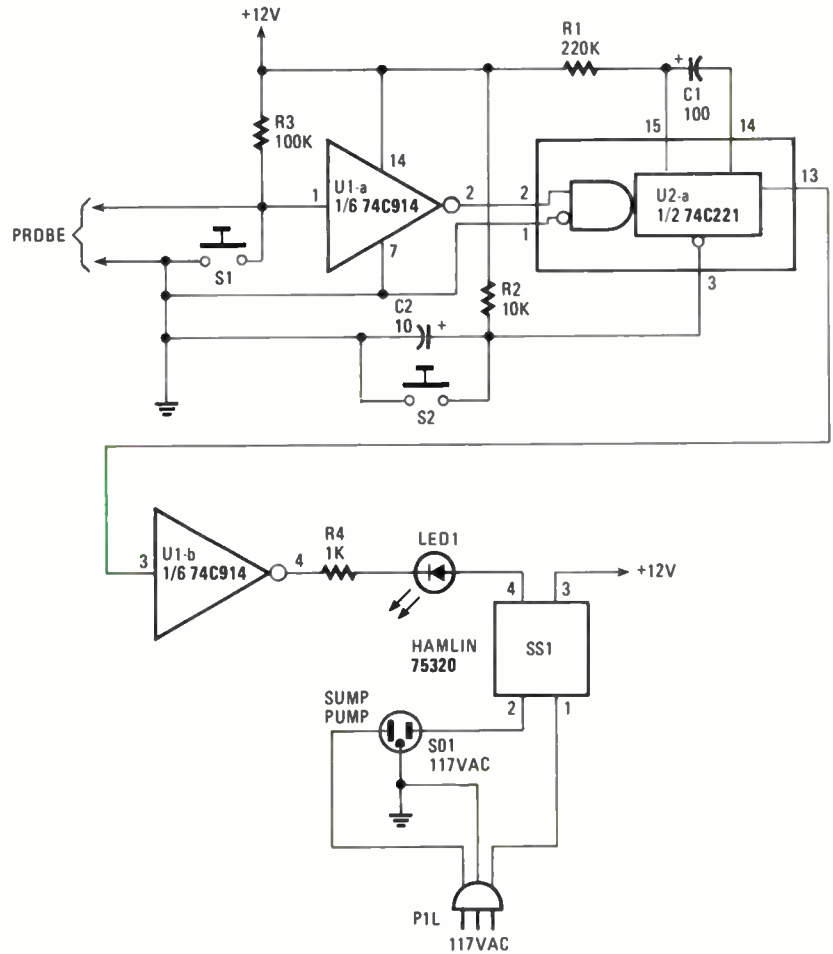 +12V
R1
220K
+
C1
100
R3
100K
15
14
14
13
1
U1-a
1/6 74C914
2
2
U2-a
1/2 74C221
PROBE
1
S1
7
3
C2
10
+
R2
10K
S2
3
U1-b
1/6 74C914
4
R4
1K
LED1
4
3
+12V
HAMLIN
75320
SS1
SUMP
PUMP
2
1
SO1
117VAC
P1L
117VAC